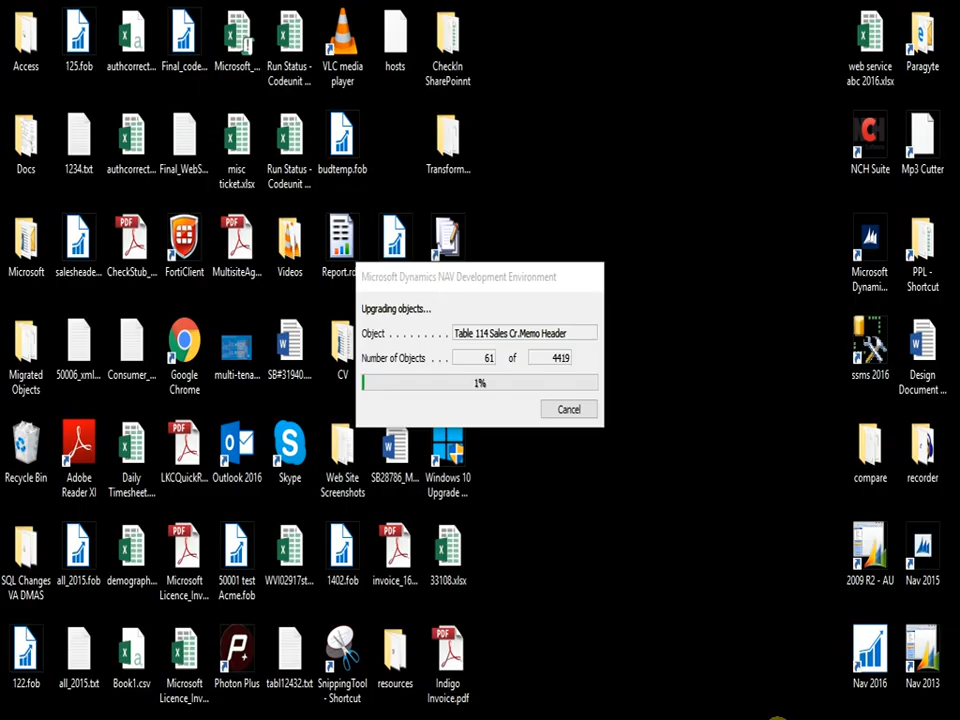 Access
125.fob
authcorrect...
Final_code...
Microsoft_...
Run Status -
Codeunit ...
VLC media
player
hosts
CheckIn
SharePoinnt
web service
abc 2016.xlsx
Paragyte
Docs
1234.txt
authcorrect...
Final_WebS...
misc
ticket.xlsx
Run Status -
Codeunit ...
budtemp.fob
Transform...
NCH Suite
Mp3 Cutter
Microsoft
salesheade...
CheckStub_...
FortiClient
MultisiteAg...
Videos
Microsoft
Dynami...
PPL -
Shortcut
Microsoft Dynamics NAV Development Environment
Upgrading objects...
Object . . . . . . . . . Table 114 Sales Cr.Memo Header
Number of Objects . . . 61 of 4419
1%
Cancel
Migrated
Objects
50006_xml...
Consumer_...
Google
Chrome
multi-tena...
SB#31940....
CV
ssms 2016
Design
Document ...
Recycle Bin
Adobe
Reader XI
Daily
Timesheet....
LKCQuickR...
Outlook 2016
Skype
Web Site
Screenshots
SB28786_M...
Windows 10
Upgrade ...
compare
recorder
SQL Changes
VA DMAS
all_2015.fob
demograph...
Microsoft
Licence_Inv...
50001 test
Acme.fob
WVI02917st...
1402.fob
invoice_16...
33108.xlsx
2009 R2 - AU
Nav 2015
122.fob
all_2015.txt
Book1.csv
Microsoft
Licence_Inv...
Photon Plus
tabl12432.txt
SnippingTool
- Shortcut
resources
Indigo
Invoice.pdf
Nav 2016
Nav 2013